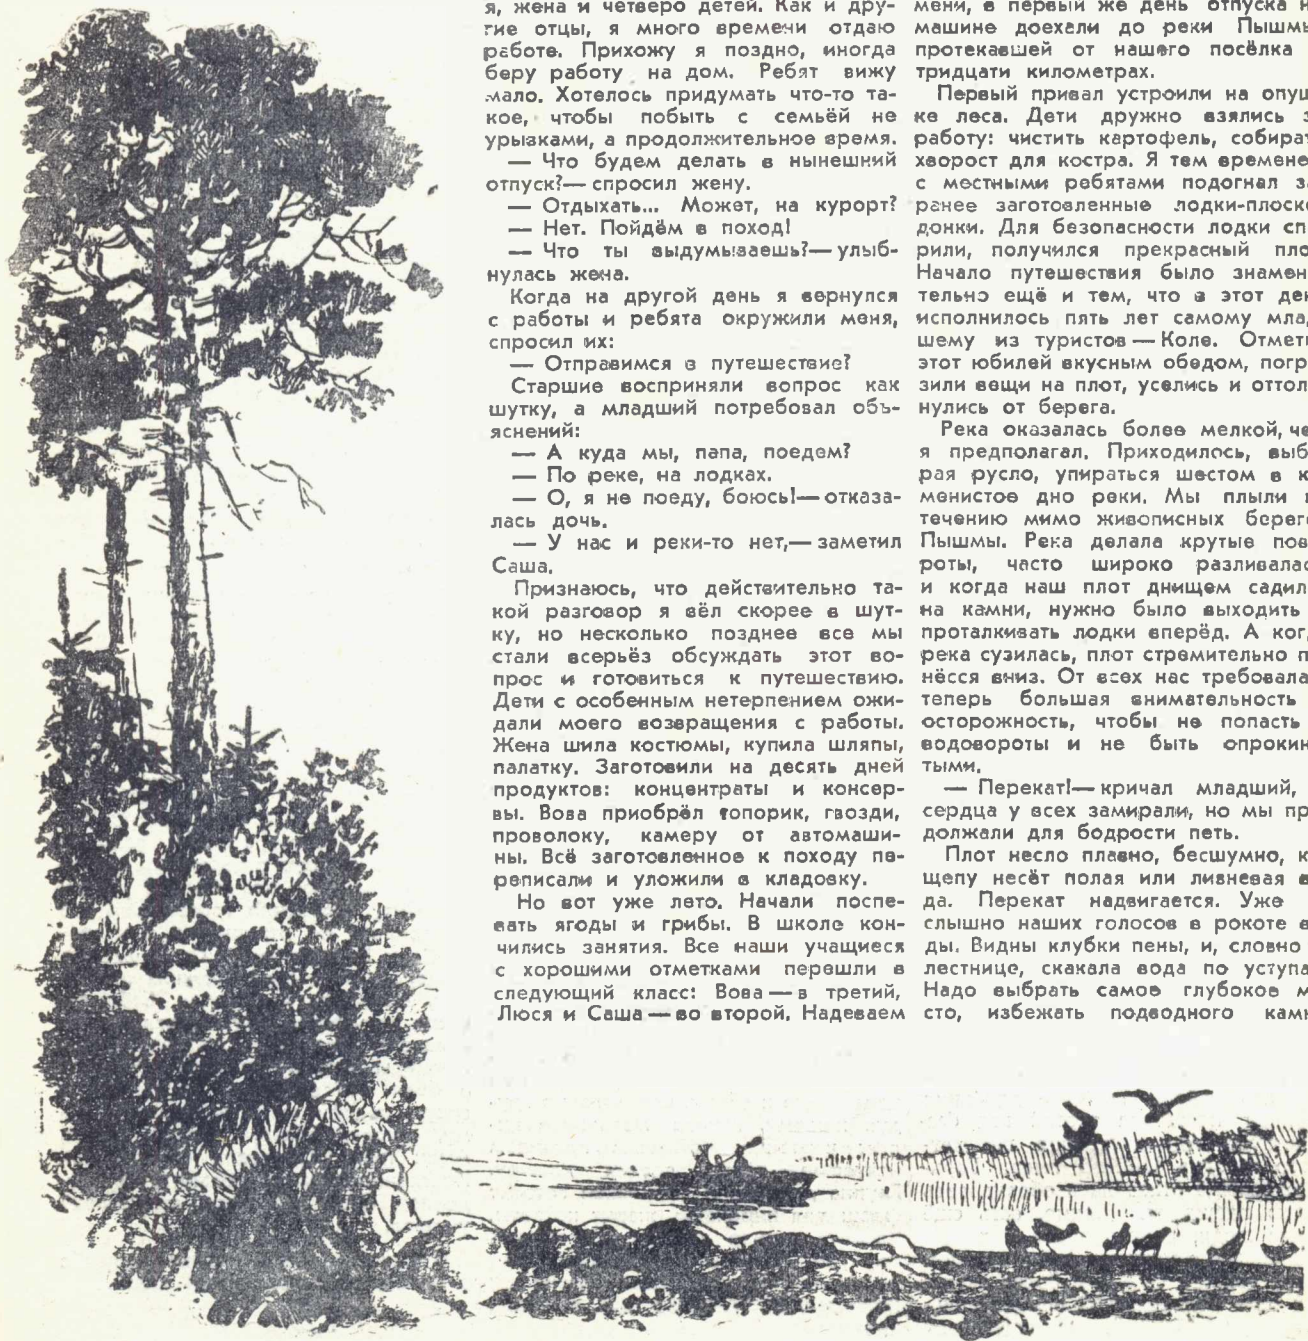 я, жена и четверо детей. Как и дру-
гие отцы, я много времени отдаю
работе. Прихожу я поздно, иногда
беру работу на дом. Ребят вижу
мало. Хотелось придумать что-то та-
кое, чтобы побыть с семьёй не
урызками, а продолжительное время.
— Что будем делать в нынешний
отпуск?— спросил жену.
— Отдыхать... Может, на курорт?
— Нет. Пойдём в поход!
— Что ты выдумываешь?— улыб-
нулась жена.
Когда на другой день я вернулся
с работы и ребята окружили меня,
спросил их:
— Отправимся в путешествие?
Старшие восприняли вопрос как
шутку, а младший потребовал объ-
яснений:
— А куда мы, папа, поедем?
— По реке, на лодках.
— О, я не поеду, боюсь!— отказа-
лась дочь.
— У нас и реки-то нет,— заметил
Саша.
Признаюсь, что действительно та-
кой разговор я вёл скорее в шут-
ку, но несколько позднее все мы
стали всерьёз обсуждать этот во-
прос и готовиться к путешествию.
Дети с особенным нетерпением ожи-
дали моего возвращения с работы.
Жена шила костюмы, купила шляпы,
палатку. Заготовили на десять дней
продуктов: концентраты и консер-
вы. Вова приобрёл топорик, гвозди,
проволоку, камеру от автомаши-
ны. Всё заготовленное к походу пе-
реписали и уложили в кладовку.
Но вот уже лето. Начали поспе-
вать ягоды и грибы. В школе кон-
чились занятия. Все наши учащиеся
с хорошими отметками перешли в
следующий класс: Вова — в третий,
Люся и Саша — во второй. Надеваем
мени, в первый же день отпуска н
машине доехали до реки Пышмы
протекавшей от нашего посёлка
тридцати километрах.
Первый привал устроили на опуш
ке леса. Дети дружно взялись з
работу: чистить картофель, собират
хворост для костра. Я тем времене
с местными ребятами подогнал за
ранее заготовленные лодки-плоско
донки. Для безопасности лодки сп
рили, получился прекрасный пло
Начало путешествия было знамен
тельно ещё и тем, что в этот ден
исполнилось пять лет самому млад
шему из туристов — Коле. Отмети
этот юбилей вкусным обедом, погр
зили вещи на плот, уселись и оттол
нулись от берега.
Река оказалась более мелкой, че
я предполагал. Приходилось, выб
рая русло, упираться шестом в к
менистое дно реки. Мы плыли п
течению мимо живописных берего
Пышмы. Река делала крутые пов
роты, часто широко разливалас
и когда наш плот днищем садил
на камни, нужно было выходить
проталкивать лодки вперёд. А ког
река сузилась, плот стремительно п
нёсся вниз. От всех нас требовала
теперь большая внимательность
осторожность, чтобы не попасть
водовороты и не быть опрокин
тыми.
— Перекат!— кричал младший,
сердца у всех замирали, но мы пр
должали для бодрости петь.
Плот несло плавно, бесшумно, к
щепу несёт полая или ливневая в
да. Перекат надвигается. Уже
слышно наших голосов в рокоте в
ды. Видны клубки пены, и, словно
лестнице, скакала вода по уступа
Надо выбрать самое глубокое м
сто, избежать подводного камн